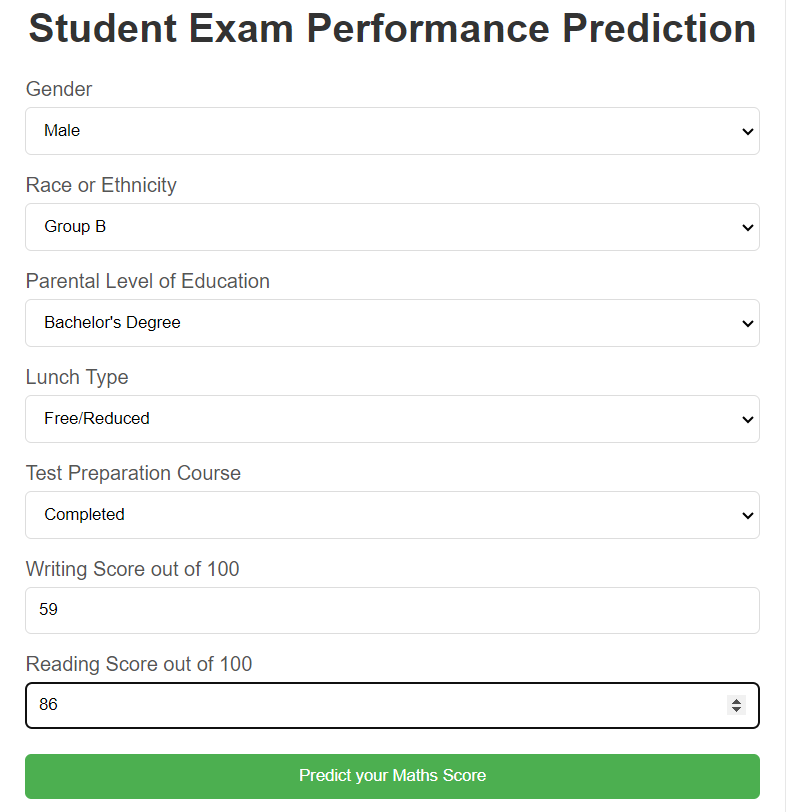 Student Exam Performance Prediction
Gender
Male
Race or Ethnicity
Group B
Parental Level of Education
Bachelor's Degree
Lunch Type
Free/Reduced
Test Preparation Course
Completed
Writing Score out of 100
59
Reading Score out of 100
86
Predict your Maths Score